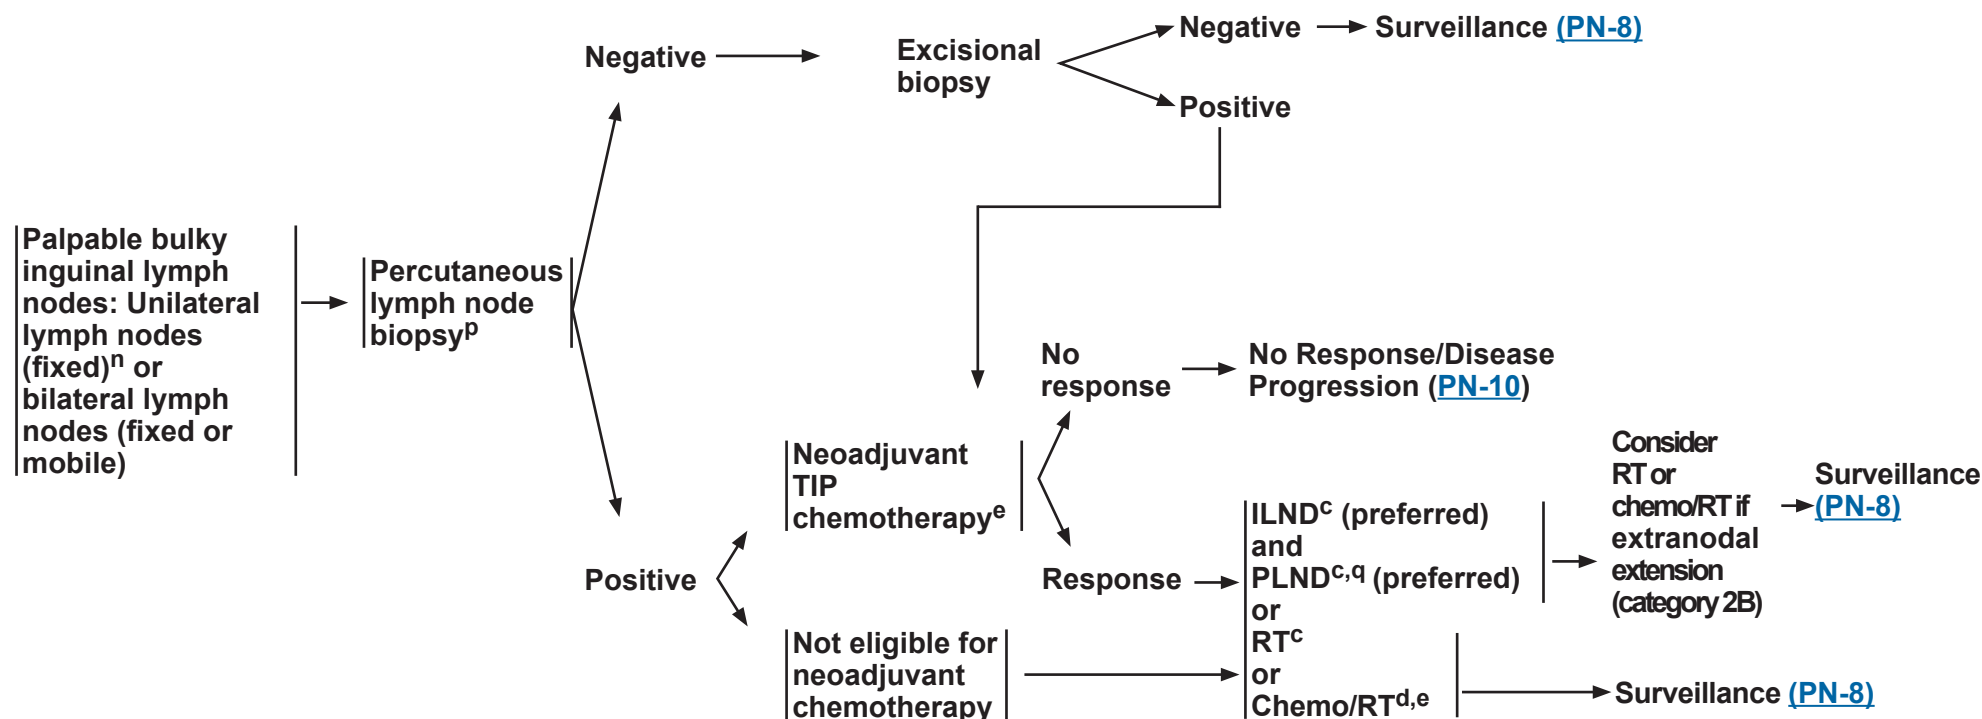 Negative
Excisional
biopsy
Negative
Surveillance (PN-8)
Positive
Palpable bulky
inguinal lymph
nodes: Unilateral
lymph nodes
(fixed)ⁿ or
bilateral lymph
nodes (fixed or
mobile)
Percutaneous
lymph node
biopsyᵖ
No
response
No Response/Disease
Progression (PN-10)
Neoadjuvant
TIP
chemotherapyᵉ
Positive
Response
Not eligible for
neoadjuvant
chemotherapy
ILNDᶜ (preferred)
and
PLNDᶜ,q (preferred)
or
RTᶜ
or
Chemo/RTᵈ,ᵉ
Consider
RT or
chemo/RT if
extranodal
extension
(category 2B)
Surveillance
(PN-8)
Surveillance (PN-8)